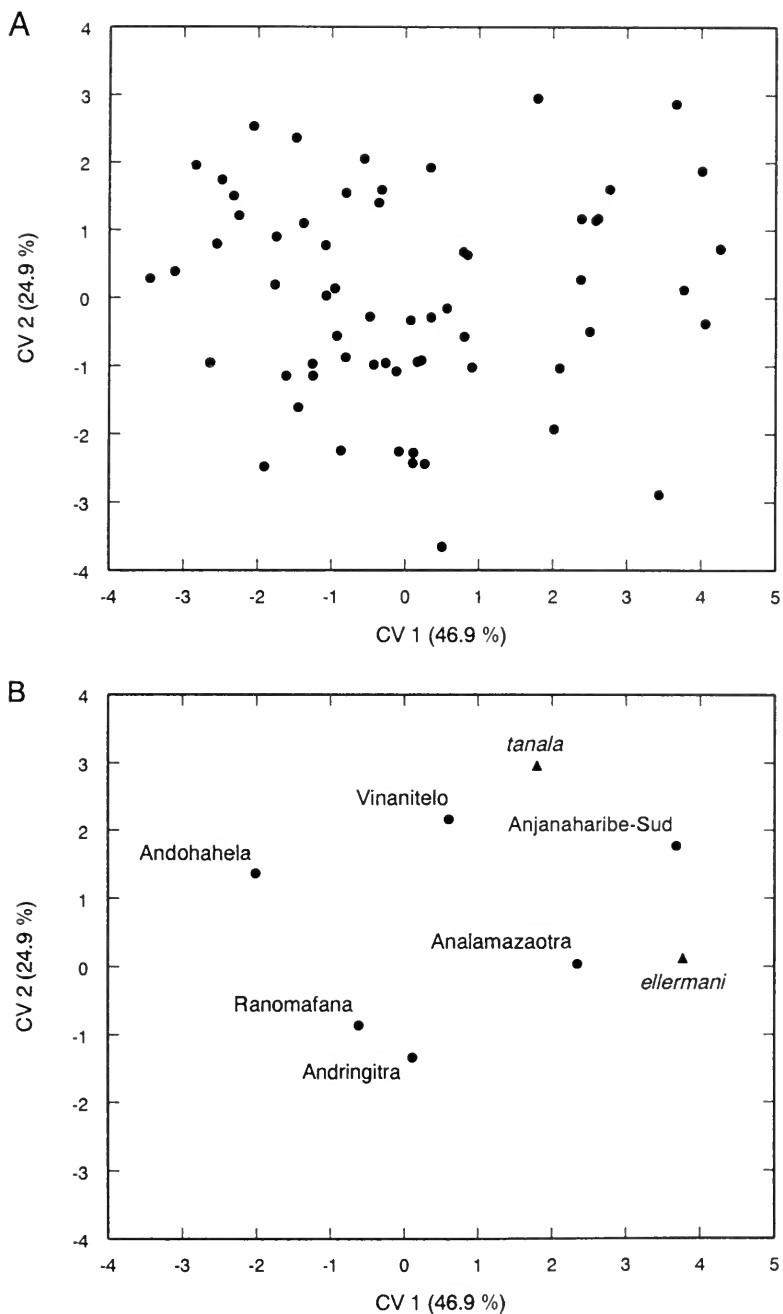 A
4
3
2
1
0
-1
-2
-3
-4
CV 2 (24.9 %)
-4 -3 -2 -1 0 1 2 3 4 5
CV 1 (46.9 %)
B
4
3
2
1
0
-1
-2
-3
-4
CV 2 (24.9 %)
tanala
Vinanitelo
Anjanaharibe-Sud
Andohahela
Analamazaotra
ellermani
Ranomafana
Andringitra
-4 -3 -2 -1 0 1 2 3 4 5
CV 1 (46.9 %)